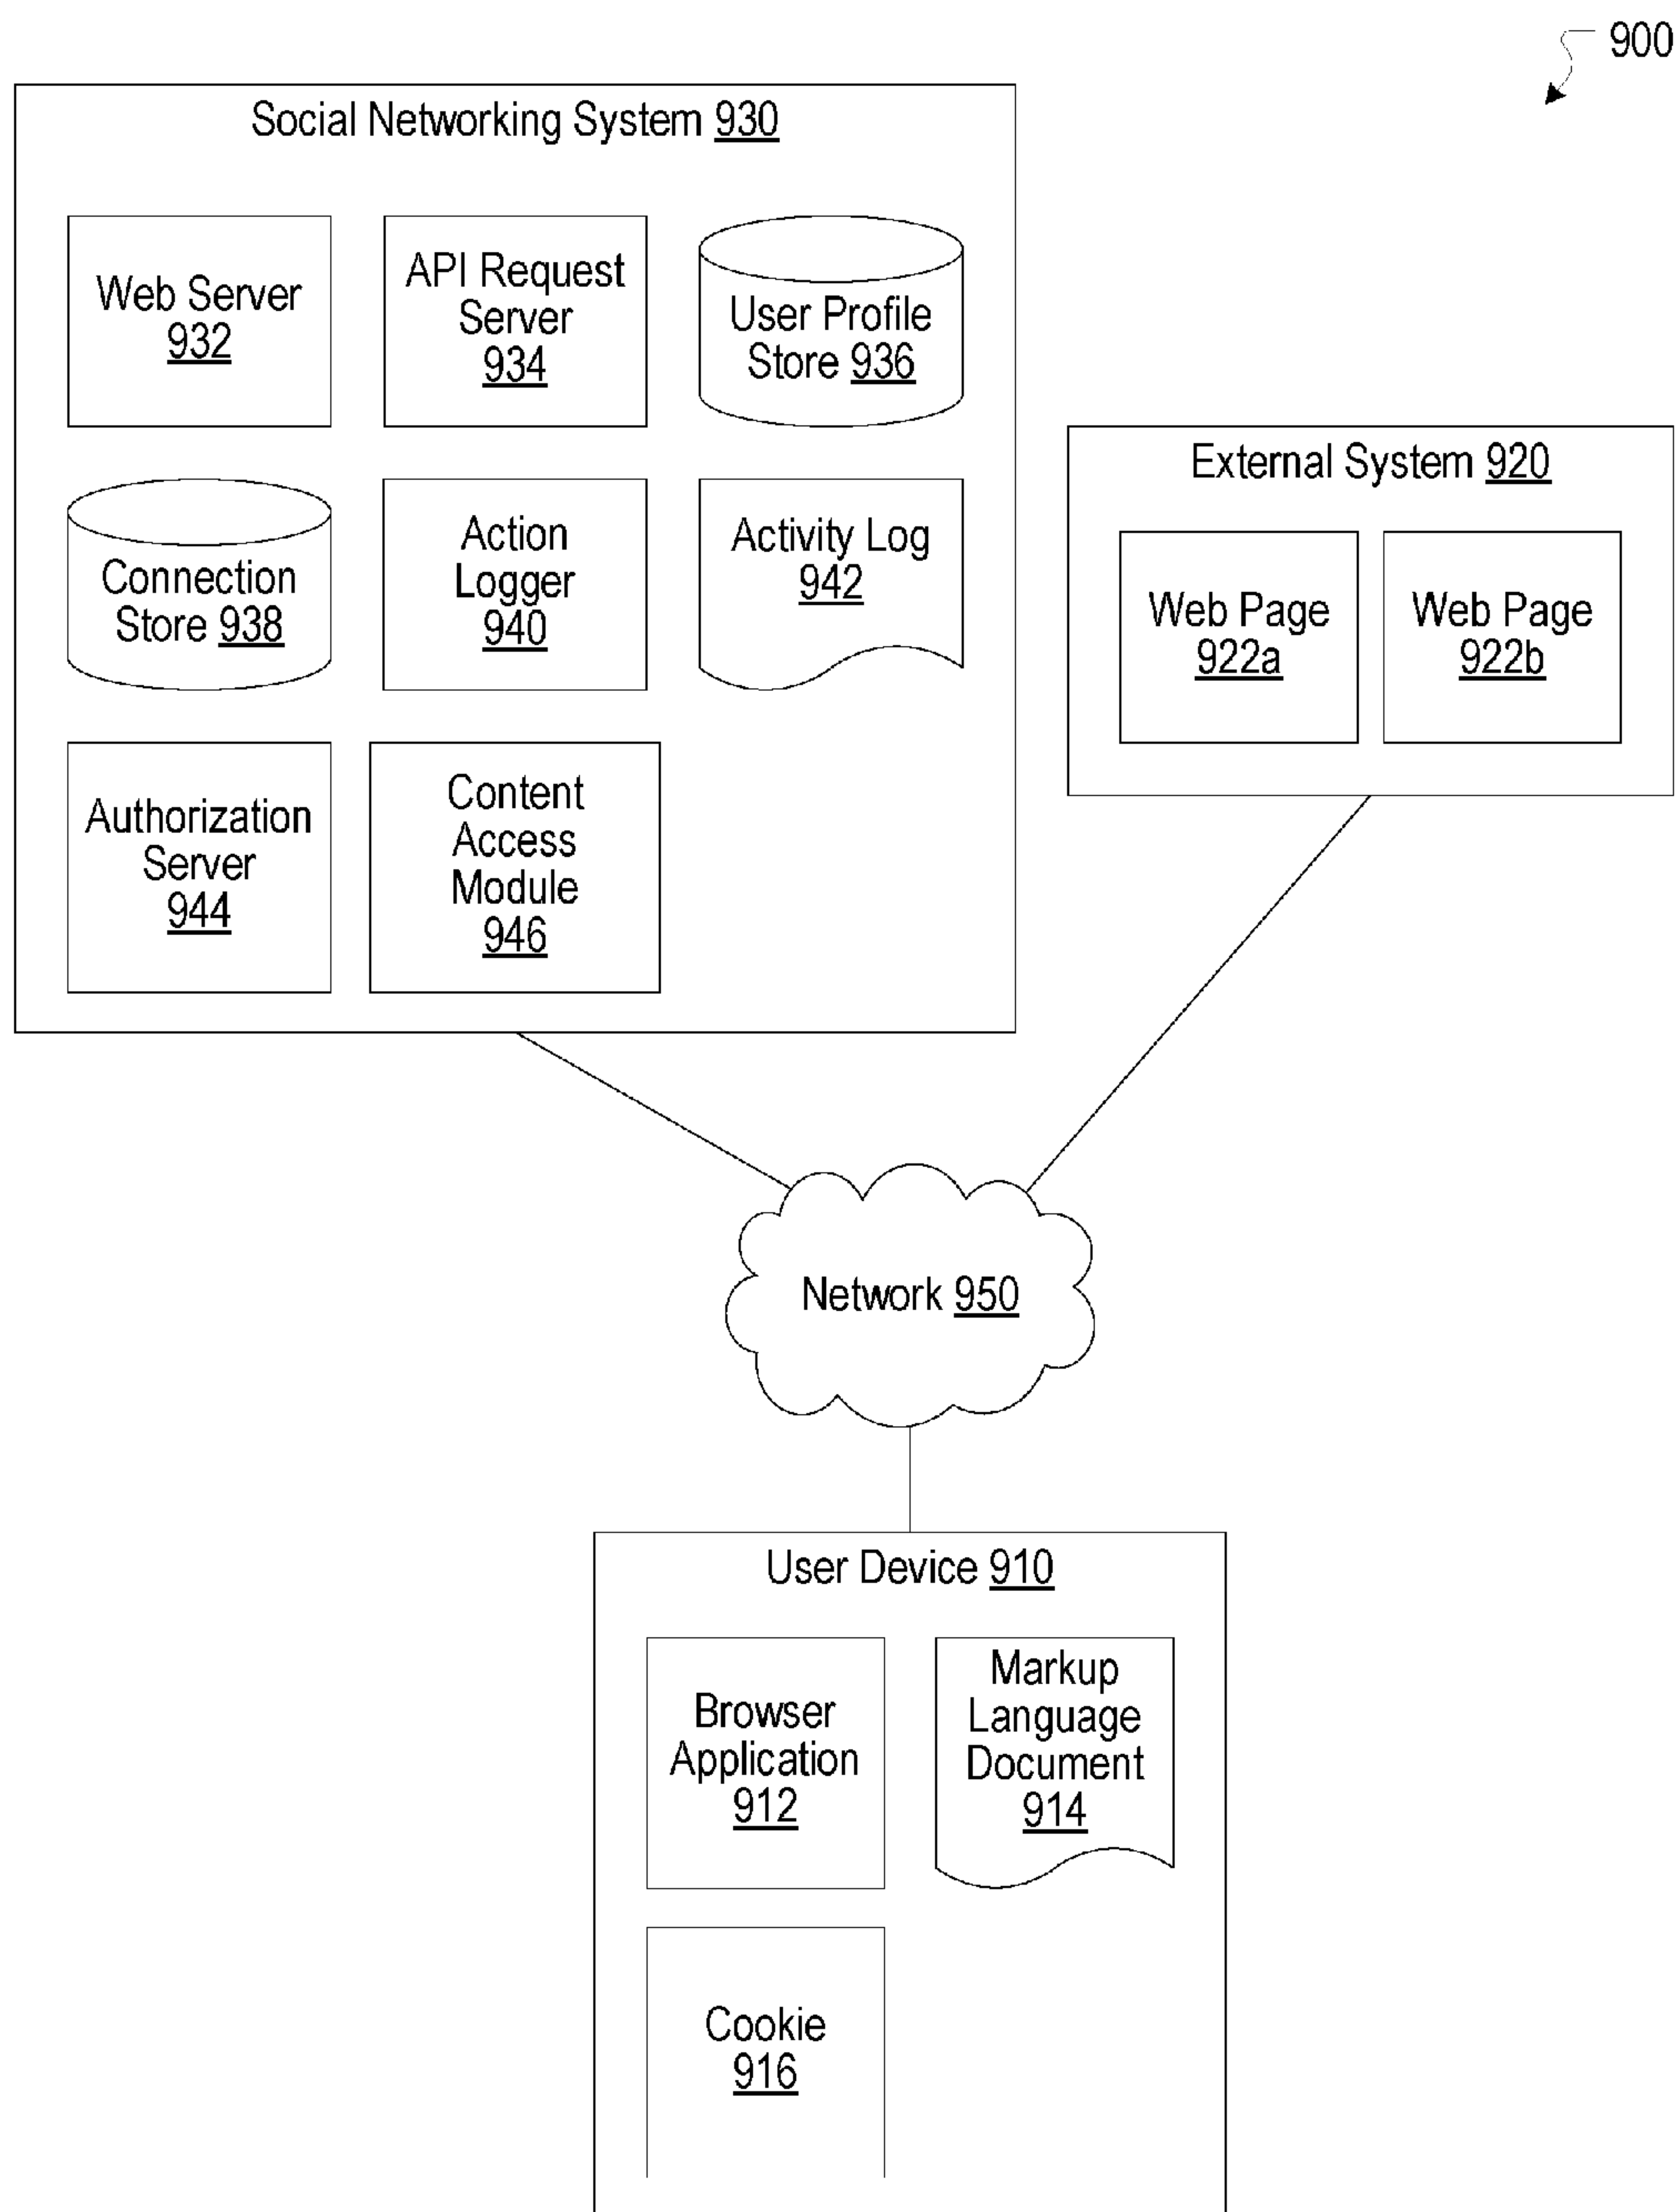 900
Social Networking System 930
Web Server
932
API Request
Server
934
User Profile
Store 936
Connection
Store 938
Action
Logger
940
Activity Log
942
Authorization
Server
944
Content
Access
Module
946
External System 920
Web Page
922a
Web Page
922b
Network 950
User Device 910
Browser
Application
912
Markup
Language
Document
914
Cookie
916